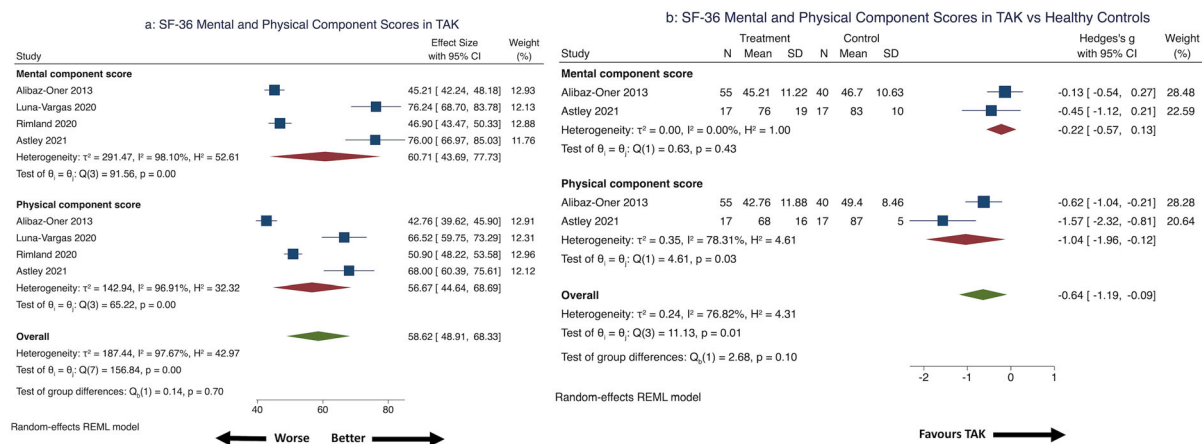 a: SF-36 Mental and Physical Component Scores in TAK
Effect Size Weight
Study with 95% CI (%)
Mental component score
Alibaz-Oner 2013 45.21 [ 42.24, 48.18] 12.93
Luna-Vargas 2020 76.24 [ 68.70, 83.78] 12.13
Rimland 2020 46.90 [ 43.47, 50.33] 12.88
Astley 2021 76.00 [ 66.97, 85.03] 11.76
Heterogeneity: τ² = 291.47, I² = 98.10%, H² = 52.61 60.71 [ 43.69, 77.73]
Test of θᵢ = θⱼ: Q(3) = 91.56, p = 0.00
Physical component score
Alibaz-Oner 2013 42.76 [ 39.62, 45.90] 12.91
Luna-Vargas 2020 66.52 [ 59.75, 73.29] 12.31
Rimland 2020 50.90 [ 48.22, 53.58] 12.96
Astley 2021 68.00 [ 60.39, 75.61] 12.12
Heterogeneity: τ² = 142.94, I² = 96.91%, H² = 32.32 56.67 [ 44.64, 68.69]
Test of θᵢ = θⱼ: Q(3) = 65.22, p = 0.00
Overall 58.62 [ 48.91, 68.33]
Heterogeneity: τ² = 187.44, I² = 97.67%, H² = 42.97
Test of θᵢ = θⱼ: Q(7) = 156.84, p = 0.00
Test of group differences: Q_b(1) = 0.14, p = 0.70
40 60 80
Random-effects REML model
Worse Better
b: SF-36 Mental and Physical Component Scores in TAK vs Healthy Controls
Treatment Control Hedges's g Weight
Study N Mean SD N Mean SD with 95% CI (%)
Mental component score
Alibaz-Oner 2013 55 45.21 11.22 40 46.7 10.63 -0.13 [ -0.54, 0.27] 28.48
Astley 2021 17 76 19 17 83 10 -0.45 [ -1.12, 0.21] 22.59
Heterogeneity: τ² = 0.00, I² = 0.00%, H² = 1.00 -0.22 [ -0.57, 0.13]
Test of θᵢ = θⱼ: Q(1) = 0.63, p = 0.43
Physical component score
Alibaz-Oner 2013 55 42.76 11.88 40 49.4 8.46 -0.62 [ -1.04, -0.21] 28.28
Astley 2021 17 68 16 17 87 5 -1.57 [ -2.32, -0.81] 20.64
Heterogeneity: τ² = 0.35, I² = 78.31%, H² = 4.61 -1.04 [ -1.96, -0.12]
Test of θᵢ = θⱼ: Q(1) = 4.61, p = 0.03
Overall -0.64 [ -1.19, -0.09]
Heterogeneity: τ² = 0.24, I² = 76.82%, H² = 4.31
Test of θᵢ = θⱼ: Q(3) = 11.13, p = 0.01
Test of group differences: Q_b(1) = 2.68, p = 0.10
-2 -1 0 1
Random-effects REML model
Favours TAK